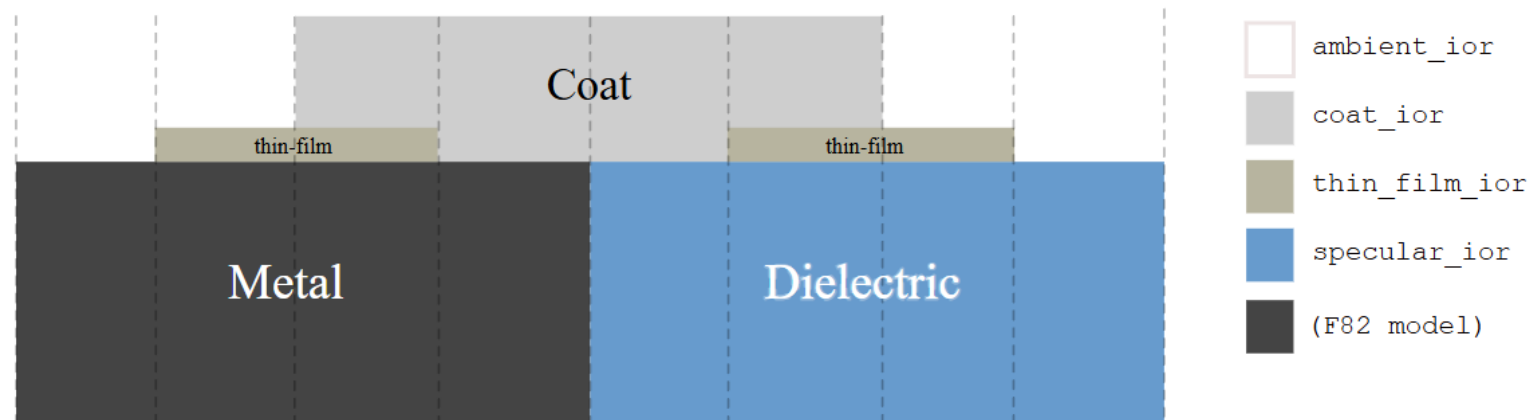 Coat
thin-film
thin-film
Metal
Dielectric
ambient_ior
coat_ior
thin_film_ior
specular_ior
(F82 model)